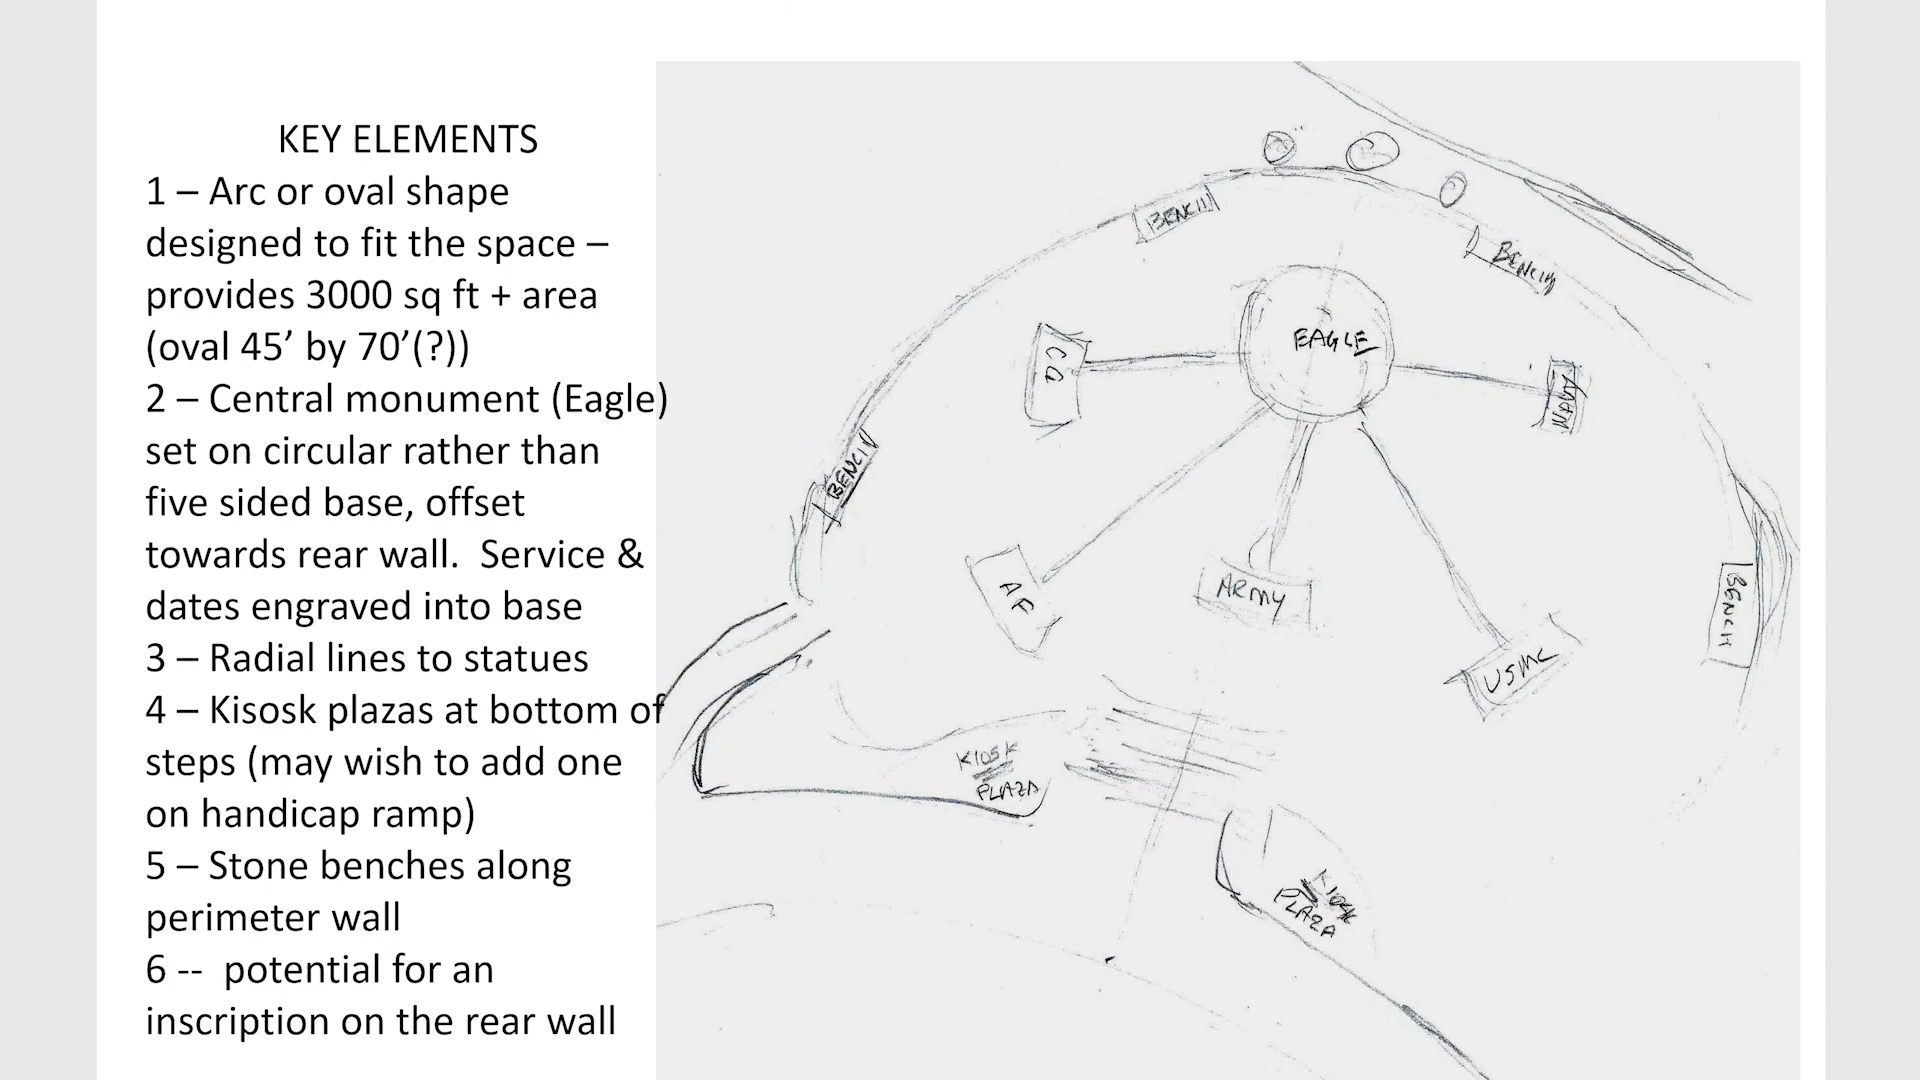 KEY ELEMENTS
1 – Arc or oval shape
designed to fit the space –
provides 3000 sq ft + area
(oval 45’ by 70’(?))
2 – Central monument (Eagle)
set on circular rather than
five sided base, offset
towards rear wall.  Service &
dates engraved into base
3 – Radial lines to statues
4 – Kisosk plazas at bottom of
steps (may wish to add one
on handicap ramp)
5 – Stone benches along
perimeter wall
6 --  potential for an
inscription on the rear wall
BENCH
BENCH
EAGLE
CG
BENCH
AF
ARMY
USMC
BENCH
KIOSK
PLAZA
KIOSK
PLAZA